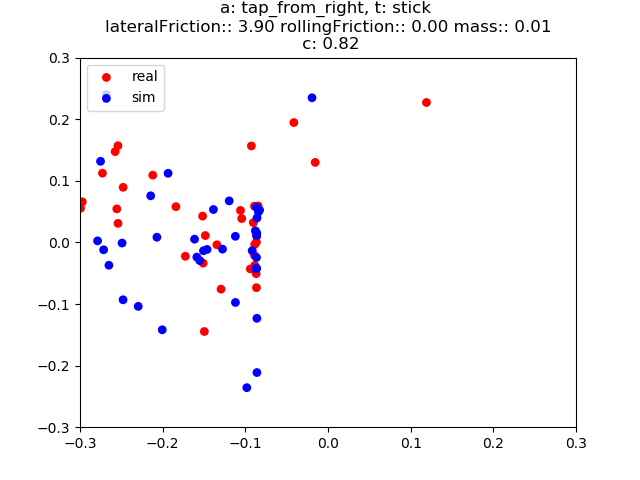 a: tap_from_right, t: stick
lateralFriction:: 3.90 rollingFriction:: 0.00 mass:: 0.01
c: 0.82
real
sim
0.3
0.2
0.1
0.0
−0.1
−0.2
−0.3
−0.3 −0.2 −0.1 0.0 0.1 0.2 0.3